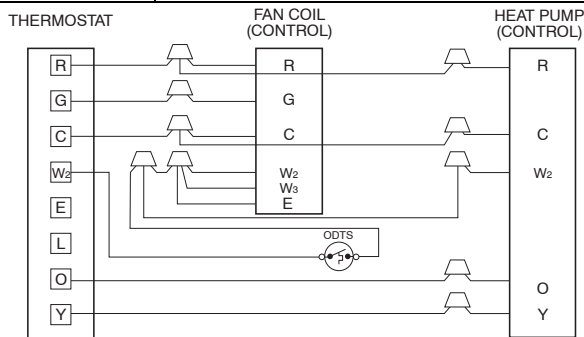 THERMOSTAT
FAN COIL
(CONTROL)
HEAT PUMP
(CONTROL)
R
R
R
G
G
C
C
C
W2
W2
W2
W3
E
E
L
ODTS
O
O
Y
Y